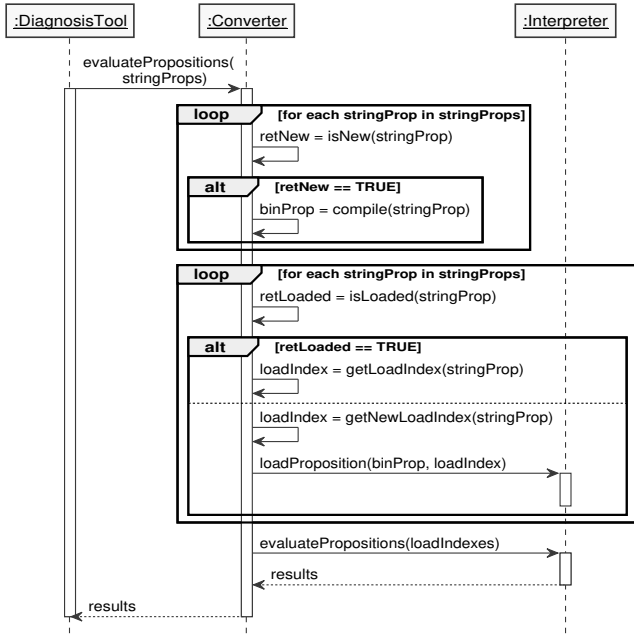 :DiagnosisTool
:Converter
:Interpreter
evaluatePropositions(
stringProps)
loop
[for each stringProp in stringProps]
retNew = isNew(stringProp)
alt
[retNew == TRUE]
binProp = compile(stringProp)
loop
[for each stringProp in stringProps]
retLoaded = isLoaded(stringProp)
alt
[retLoaded == TRUE]
loadIndex = getLoadIndex(stringProp)
loadIndex = getNewLoadIndex(stringProp)
loadProposition(binProp, loadIndex)
evaluatePropositions(loadIndexes)
results
results